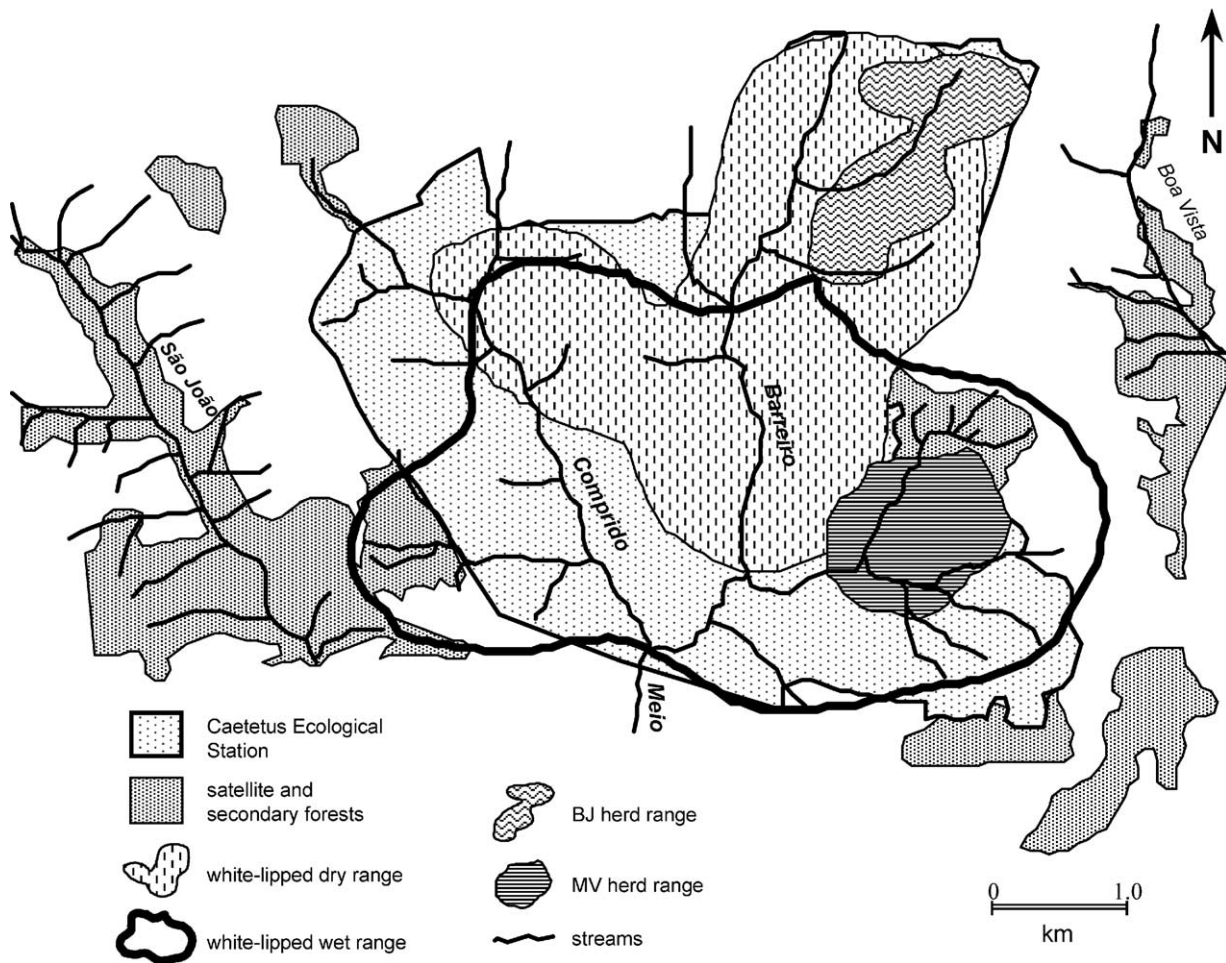 N
Boa Vista
São João
Barreiro
Comprido
Meio
Caetetus Ecological
Station
satellite and
secondary forests
white-lipped dry range
white-lipped wet range
BJ herd range
MV herd range
streams
0 1.0
km